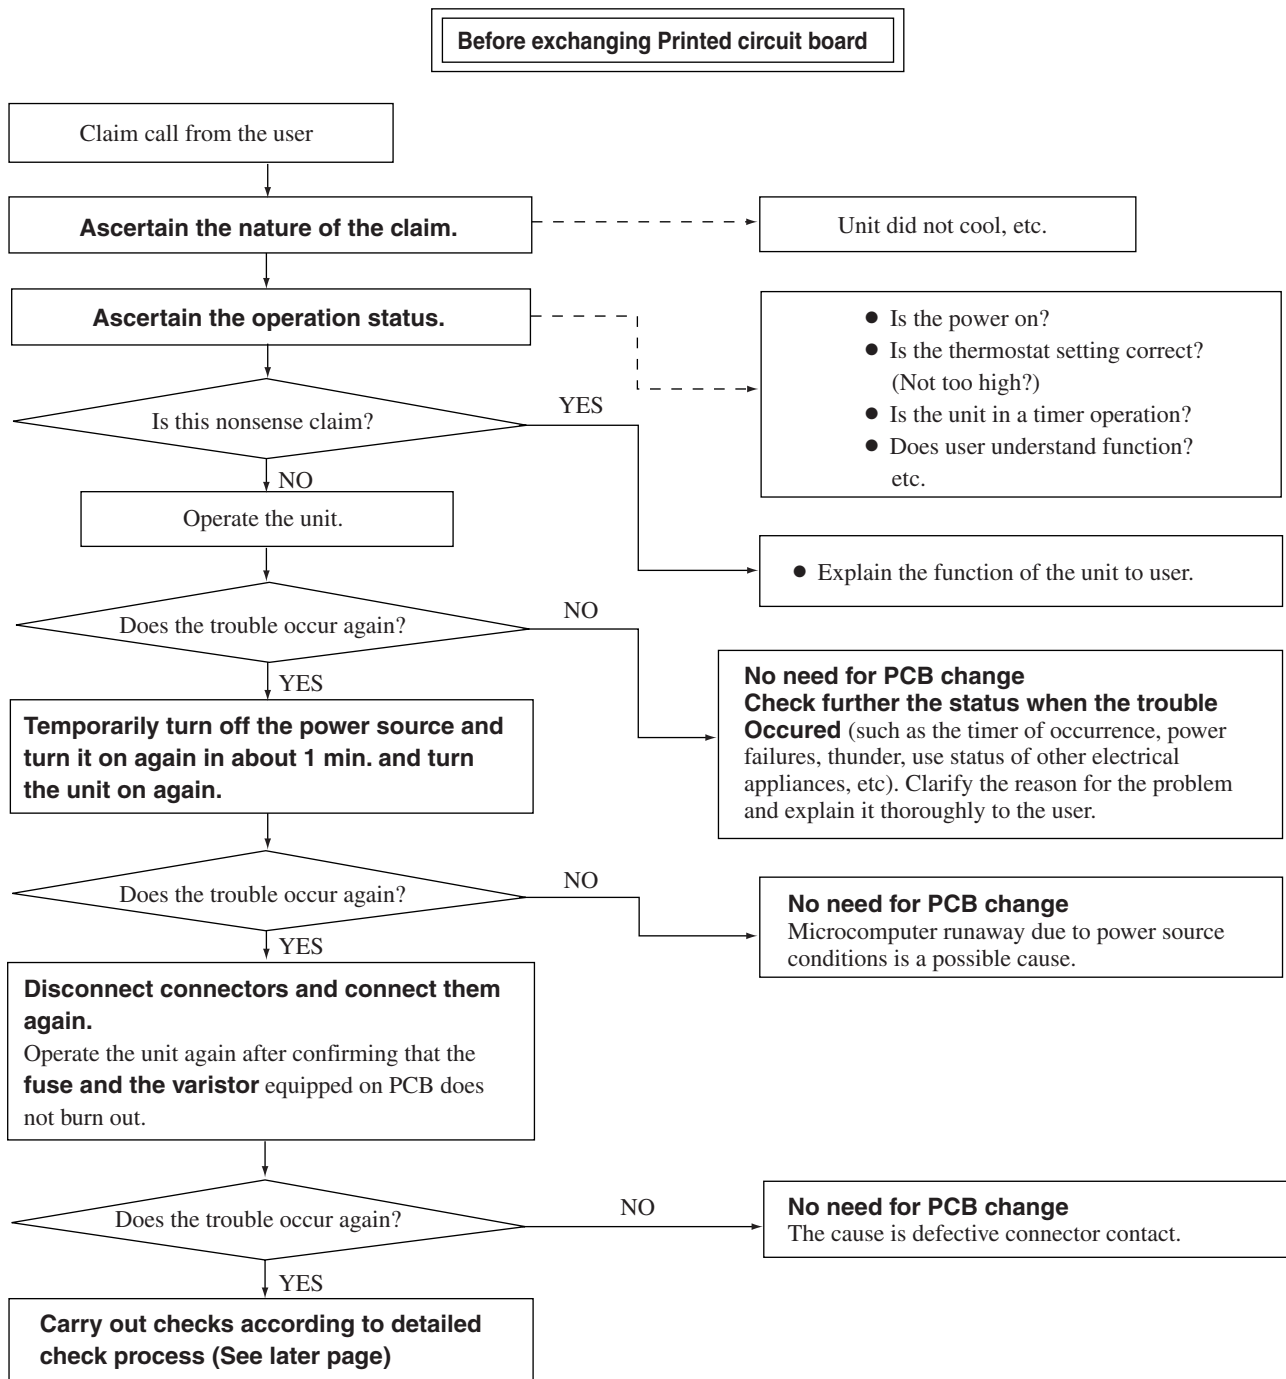 Before exchanging Printed circuit board
Claim call from the user
Ascertain the nature of the claim.
Unit did not cool, etc.
Ascertain the operation status.
● Is the power on?
● Is the thermostat setting correct?
(Not too high?)
● Is the unit in a timer operation?
● Does user understand function?
etc.
Is this nonsense claim?
YES
NO
Operate the unit.
● Explain the function of the unit to user.
Does the trouble occur again?
NO
YES
No need for PCB change
Check further the status when the trouble
Occured (such as the timer of occurrence, power
failures, thunder, use status of other electrical
appliances, etc). Clarify the reason for the problem
and explain it thoroughly to the user.
Temporarily turn off the power source and
turn it on again in about 1 min. and turn
the unit on again.
Does the trouble occur again?
NO
YES
No need for PCB change
Microcomputer runaway due to power source
conditions is a possible cause.
Disconnect connectors and connect them
again.
Operate the unit again after confirming that the
fuse and the varistor equipped on PCB does
not burn out.
Does the trouble occur again?
NO
YES
No need for PCB change
The cause is defective connector contact.
Carry out checks according to detailed
check process (See later page)